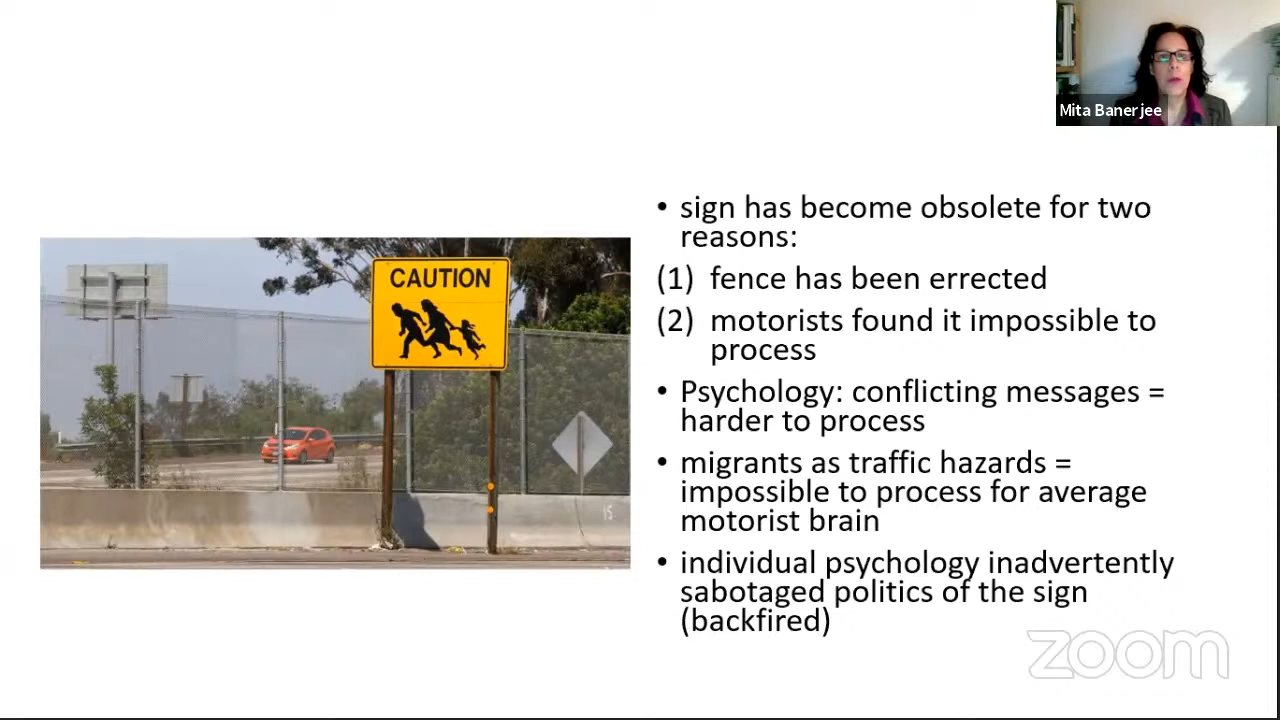 Mita Banerjee
• sign has become obsolete for two
reasons:
(1) fence has been errected
(2) motorists found it impossible to
process
• Psychology: conflicting messages =
harder to process
• migrants as traffic hazards =
impossible to process for average
motorist brain
• individual psychology inadvertently
sabotaged politics of the sign
(backfired)
CAUTION
15
zoom